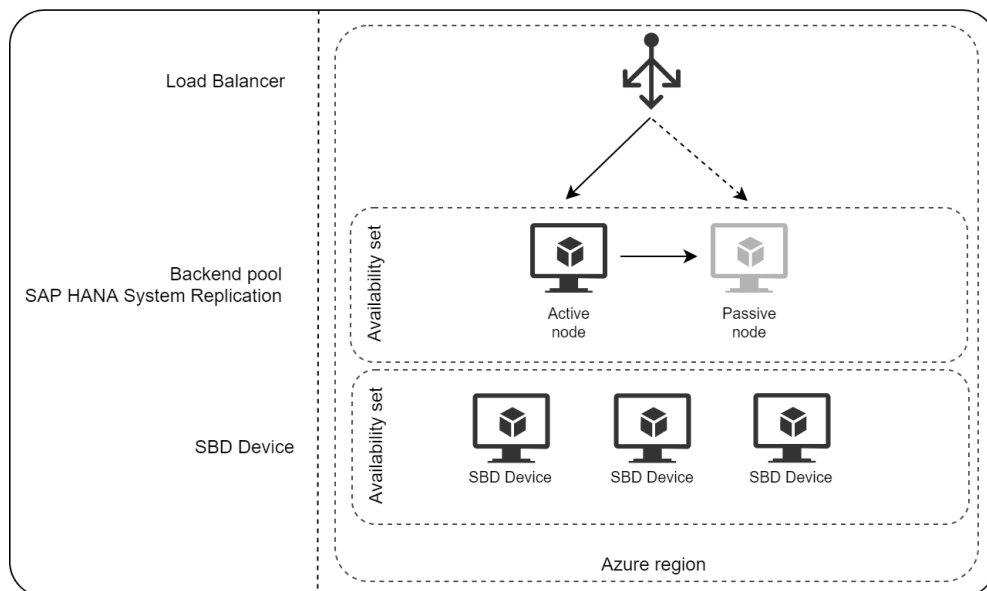 Load Balancer
Backend pool
SAP HANA System Replication
Availability set
Active
node
Passive
node
SBD Device
Availability set
SBD Device
SBD Device
SBD Device
Azure region